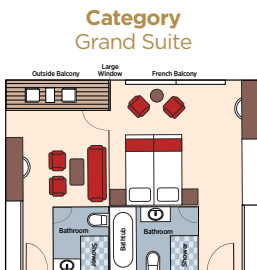 Category
Grand Suite
Large
Outside Balcony Window French Balcony
Bathroom Bathtub Bathroom
Shower Shower